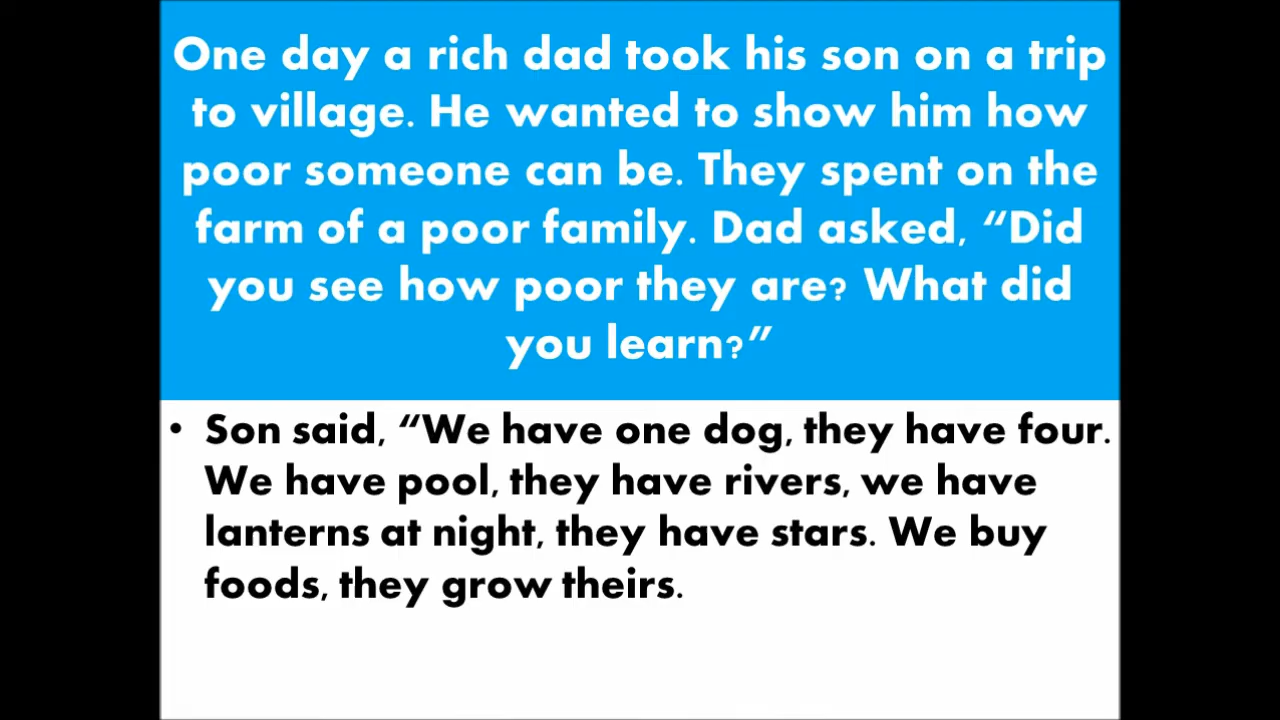 One day a rich dad took his son on a trip
to village. He wanted to show him how
poor someone can be. They spent on the
farm of a poor family. Dad asked, “Did
you see how poor they are? What did
you learn?”
• Son said, “We have one dog, they have four.
We have pool, they have rivers, we have
lanterns at night, they have stars. We buy
foods, they grow theirs.